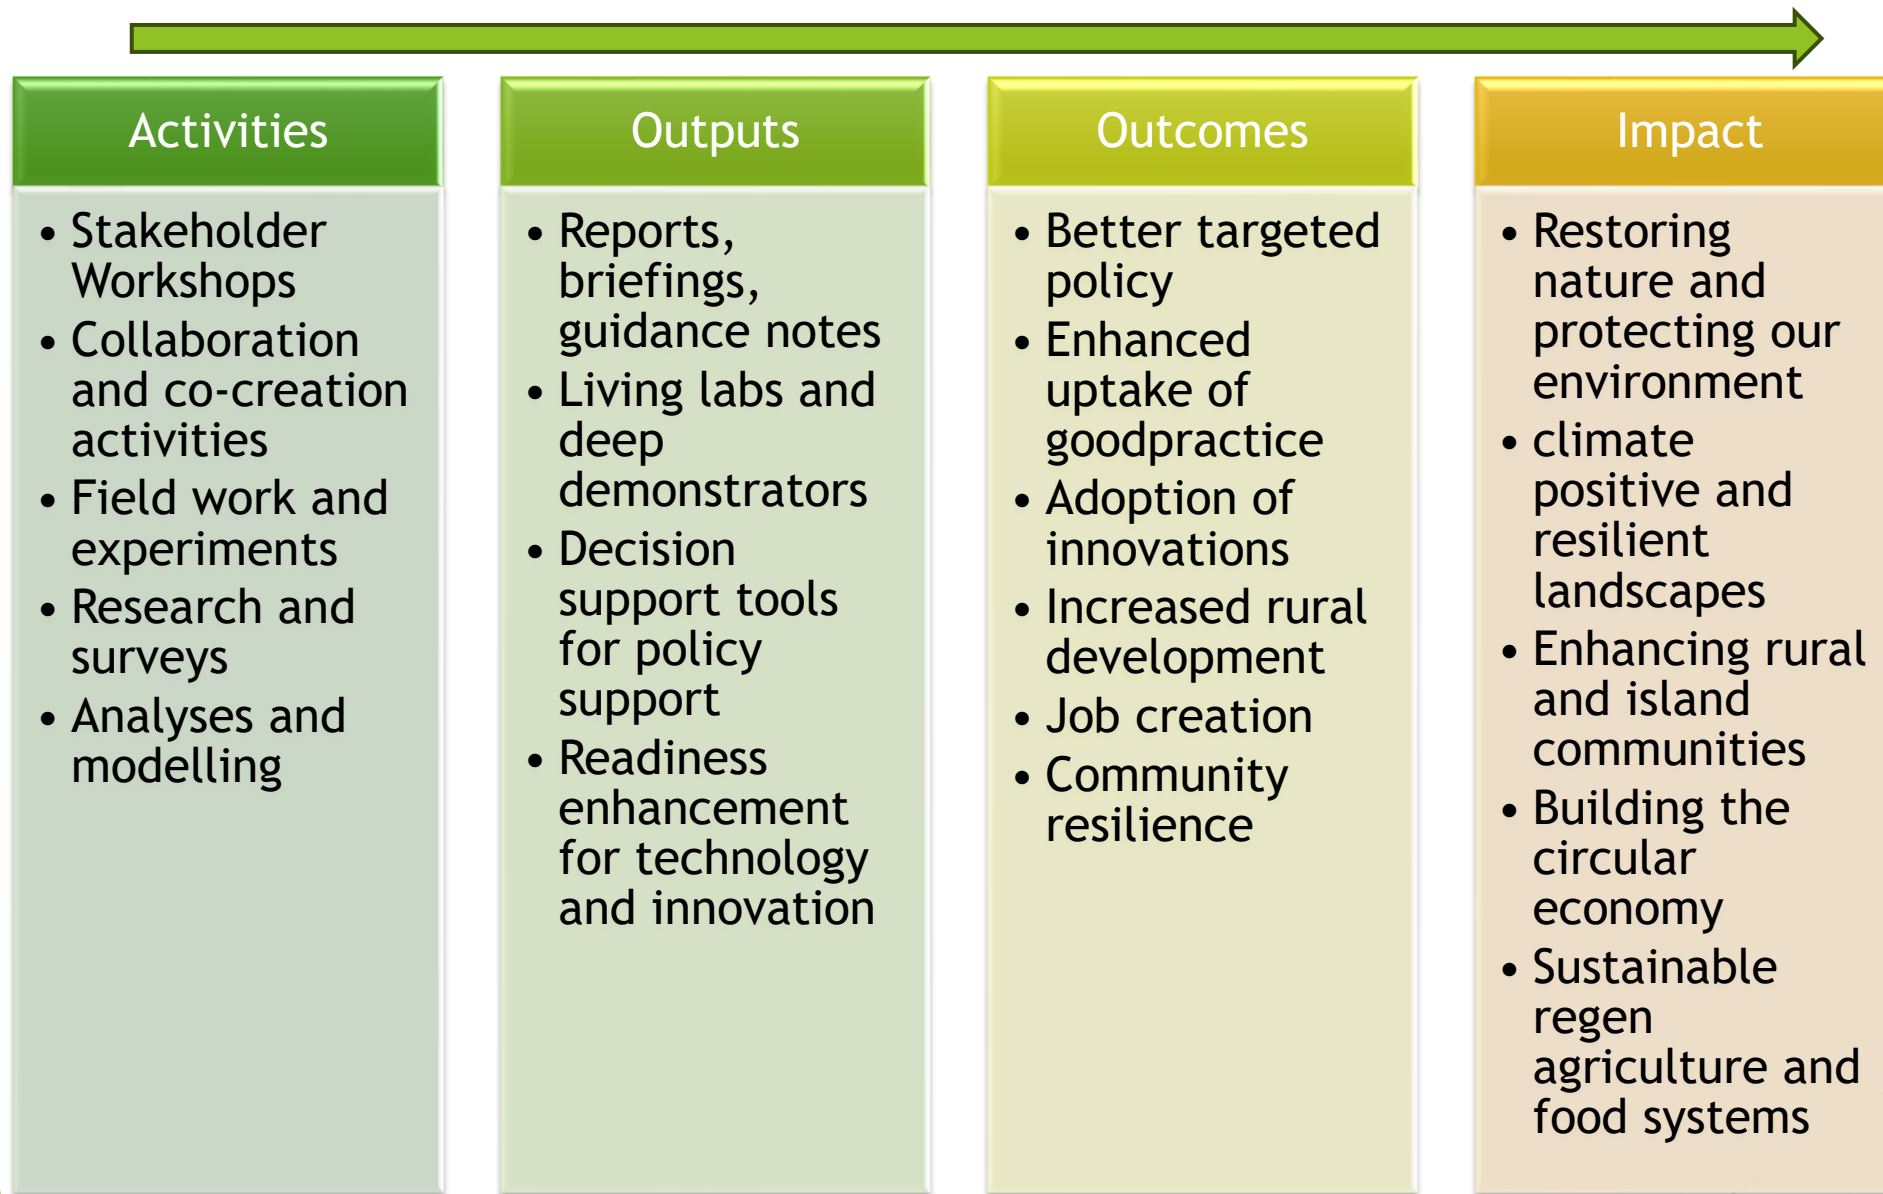 Activities
• Stakeholder
Workshops
• Collaboration
and co-creation
activities
• Field work and
experiments
• Research and
surveys
• Analyses and
modelling
Outputs
• Reports,
briefings,
guidance notes
• Living labs and
deep
demonstrators
• Decision
support tools
for policy
support
• Readiness
enhancement
for technology
and innovation
Outcomes
• Better targeted
policy
• Enhanced
uptake of
goodpractice
• Adoption of
innovations
• Increased rural
development
• Job creation
• Community
resilience
Impact
• Restoring
nature and
protecting our
environment
• climate
positive and
resilient
landscapes
• Enhancing rural
and island
communities
• Building the
circular
economy
• Sustainable
regen
agriculture and
food systems